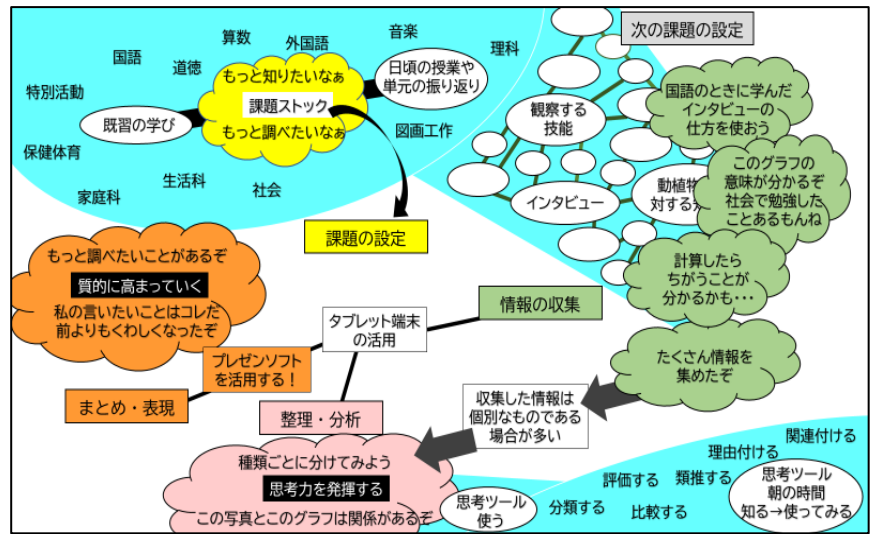 音楽
算数
外国語
国語
理科
道徳
特別活動
もっと知りたいなぁ
課題ストック
もっと調べたいなぁ
日頃の授業や
単元の振り返り
既習の学び
図画工作
保健体育
生活科
家庭科
社会
課題の設定
次の課題の設定
観察する
技能
インタビュー
動植物
対する
国語のときに学んだ
インタビューの
仕方を使おう
このグラフの
意味が分かるぞ
社会で勉強した
ことあるもんね
計算したら
ちがうことが
分かるかも・・・
もっと調べたいことがあるぞ
質的に高まっていく
私の言いたいことはコレだ
前よりもくわしくなったぞ
情報の収集
タブレット端末
の活用
プレゼンソフト
を活用する！
まとめ・表現
整理・分析
たくさん情報を
集めたぞ
収集した情報は
個別なものである
場合が多い
種類ごとに分けてみよう
思考力を発揮する
この写真とこのグラフは関係があるぞ
思考ツール
使う
分類する
評価する
比較する
類推する
理由付ける
関連付ける
思考ツール
朝の時間
知る→使ってみる